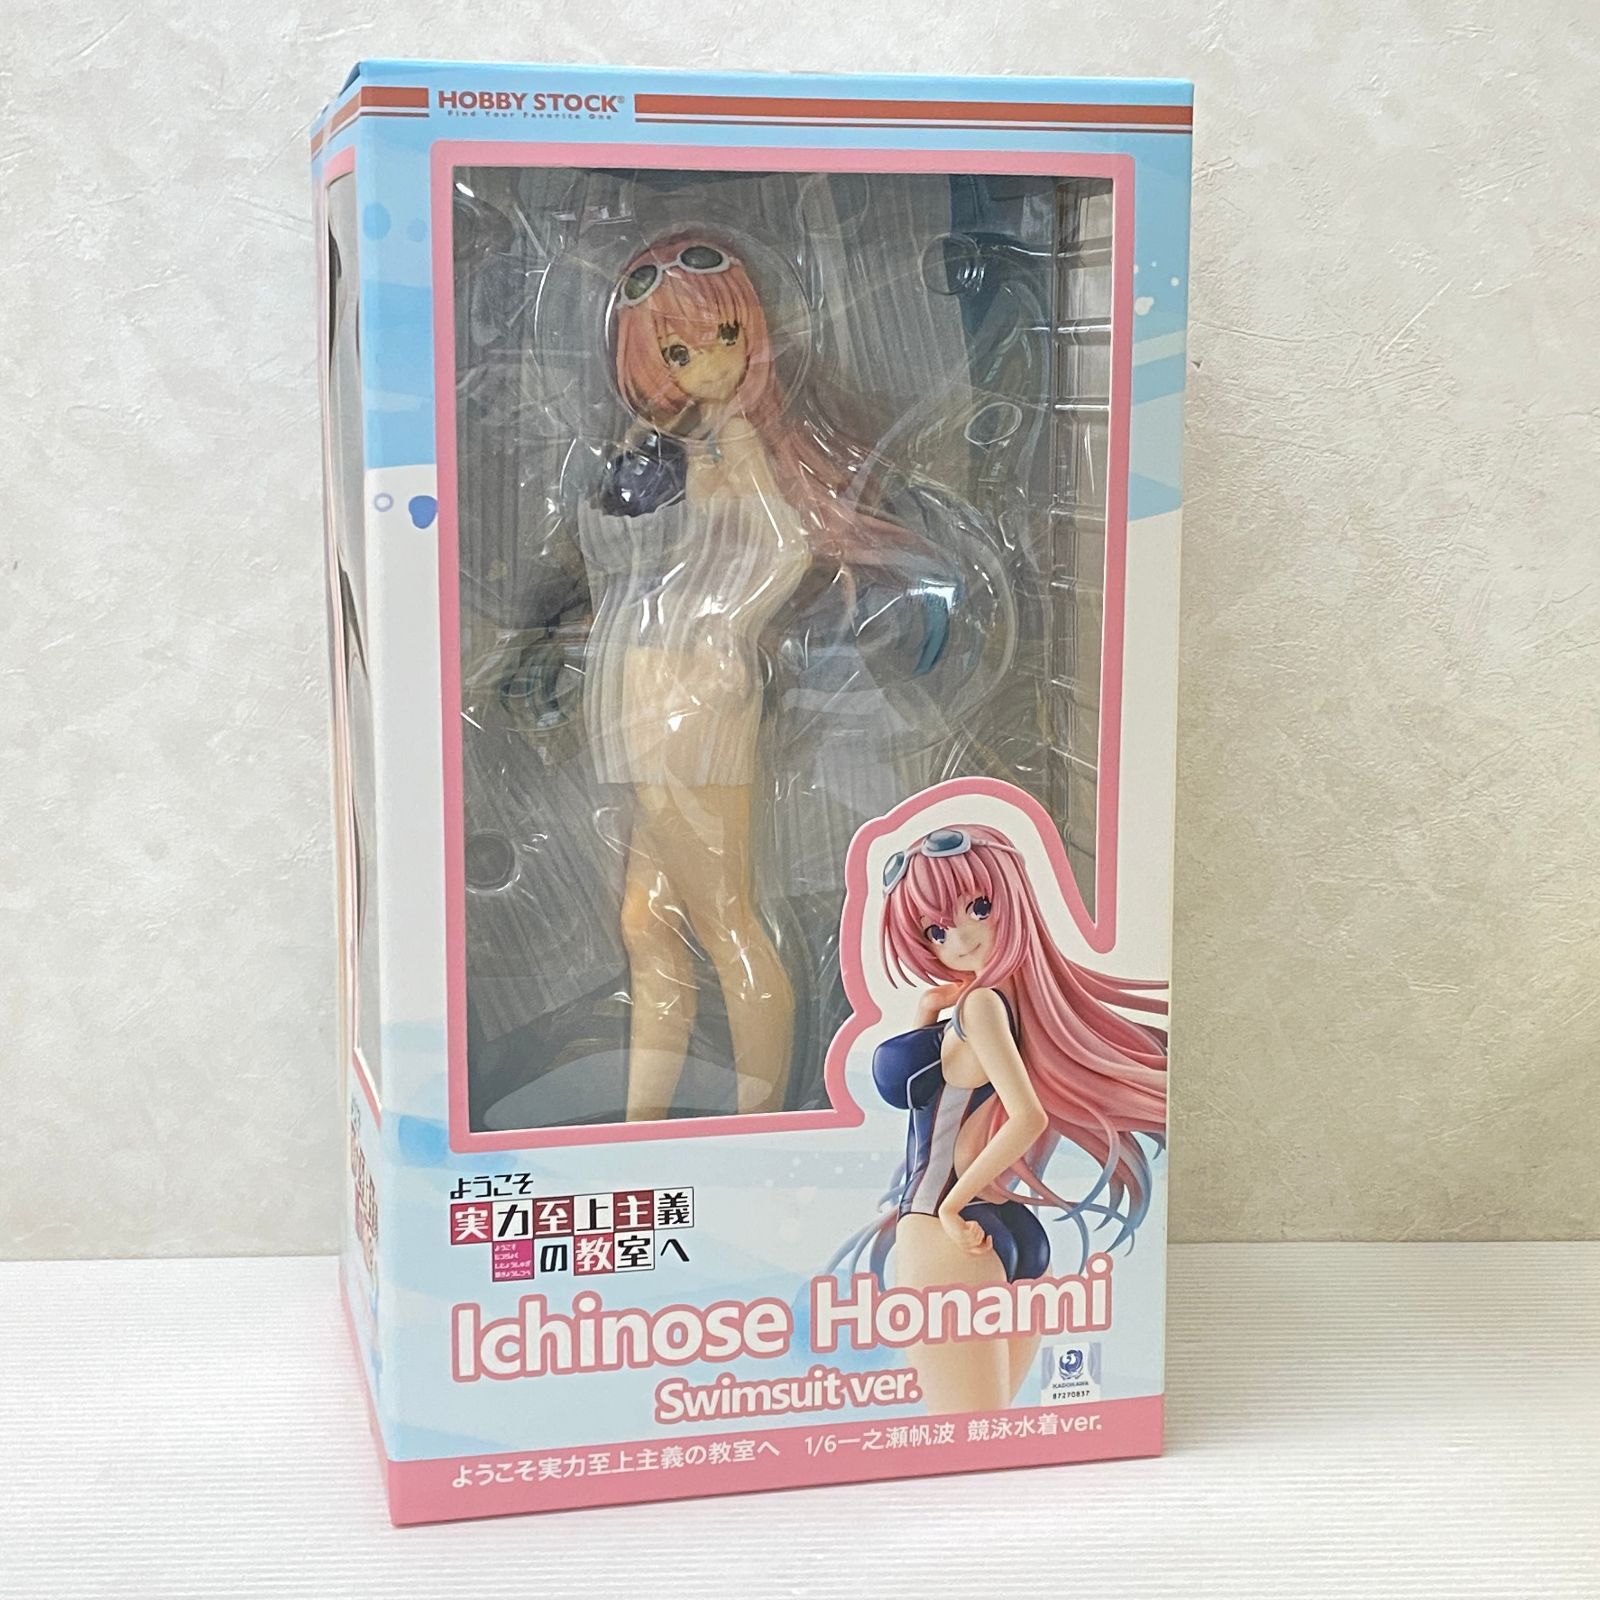 HOBBY STOCK®
Find Your Favorite One
ようこそ
実力至上主義
の教室へ
Ichinose Honami
Swimsuit ver.
KADOKAWA
87270837
ようこそ実力至上主義の教室へ 1/6一之瀬帆波 競泳水着ver.